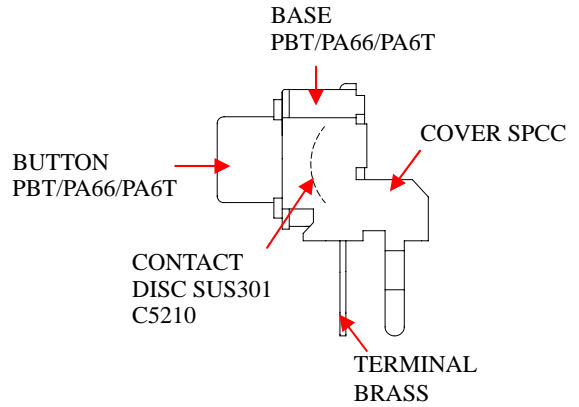 BASE
PBT/PA66/PA6T
COVER SPCC
BUTTON
PBT/PA66/PA6T
CONTACT
DISC SUS301
C5210
TERMINAL
BRASS